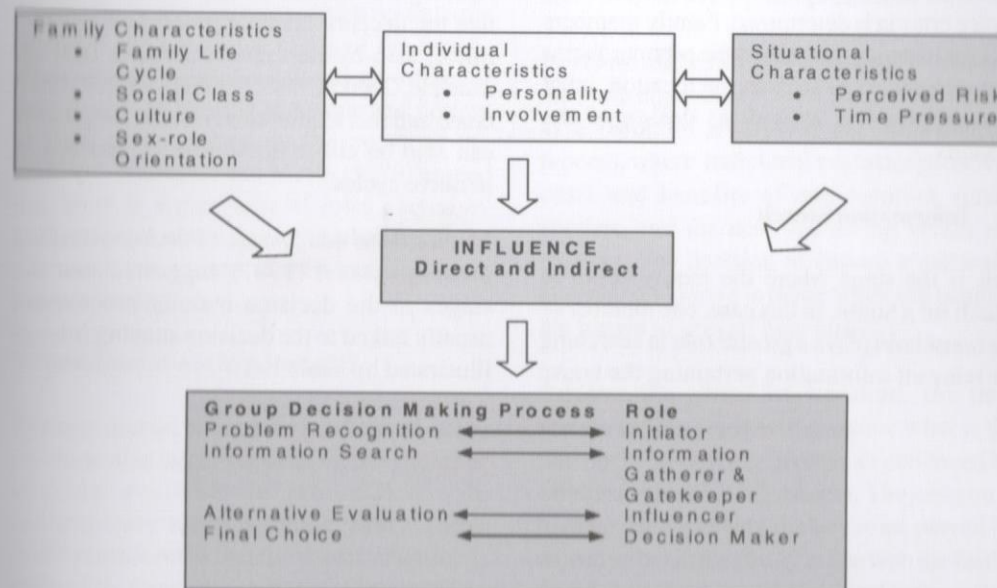 Family Characteristics
• Family Life
Cycle
• Social Class
• Culture
• Sex-role
Orientation
Individual
Characteristics
• Personality
• Involvement
Situational
Characteristics
• Perceived Risk
• Time Pressure
INFLUENCE
Direct and Indirect
Group Decision Making Process Role
Problem Recognition Initiator
Information Search Information
Gatherer &
Gatekeeper
Alternative Evaluation Influencer
Final Choice Decision Maker